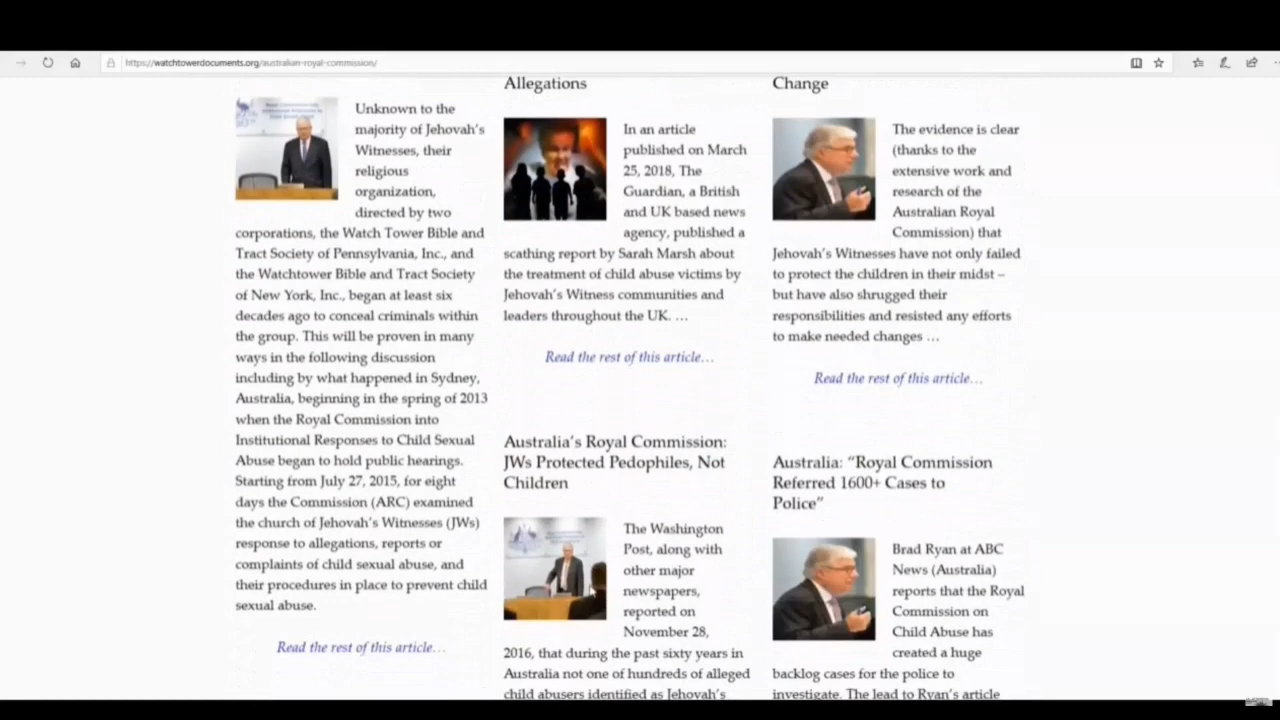 https://watchtowerdocuments.org/australian-royal-commission/
Unknown to the
majority of Jehovah's
Witnesses, their
religious
organization,
directed by two
corporations, the Watch Tower Bible and
Tract Society of Pennsylvania, Inc., and
the Watchtower Bible and Tract Society
of New York, Inc., began at least six
decades ago to conceal criminals within
the group. This will be proven in many
ways in the following discussion
including by what happened in Sydney,
Australia, beginning in the spring of 2013
when the Royal Commission into
Institutional Responses to Child Sexual
Abuse began to hold public hearings.
Starting from July 27, 2015, for eight
days the Commission (ARC) examined
the church of Jehovah's Witnesses (JWs)
response to allegations, reports or
complaints of child sexual abuse, and
their procedures in place to prevent child
sexual abuse.
Read the rest of this article…
Allegations
In an article
published on March
25, 2018, The
Guardian, a British
and UK based news
agency, published a
scathing report by Sarah Marsh about
the treatment of child abuse victims by
Jehovah's Witness communities and
leaders throughout the UK. …
Read the rest of this article…
Australia's Royal Commission:
JWs Protected Pedophiles, Not
Children
The Washington
Post, along with
other major
newspapers,
reported on
November 28,
2016, that during the past sixty years in
Australia not one of hundreds of alleged
child abusers identified as Jehovah's
Change
The evidence is clear
(thanks to the
extensive work and
research of the
Australian Royal
Commission) that
Jehovah's Witnesses have not only failed
to protect the children in their midst –
but have also shrugged their
responsibilities and resisted any efforts
to make needed changes …
Read the rest of this article…
Australia: "Royal Commission
Referred 1600+ Cases to
Police"
Brad Ryan at ABC
News (Australia)
reports that the Royal
Commission on
Child Abuse has
created a huge
backlog cases for the police to
investigate. The lead to Ryan's article